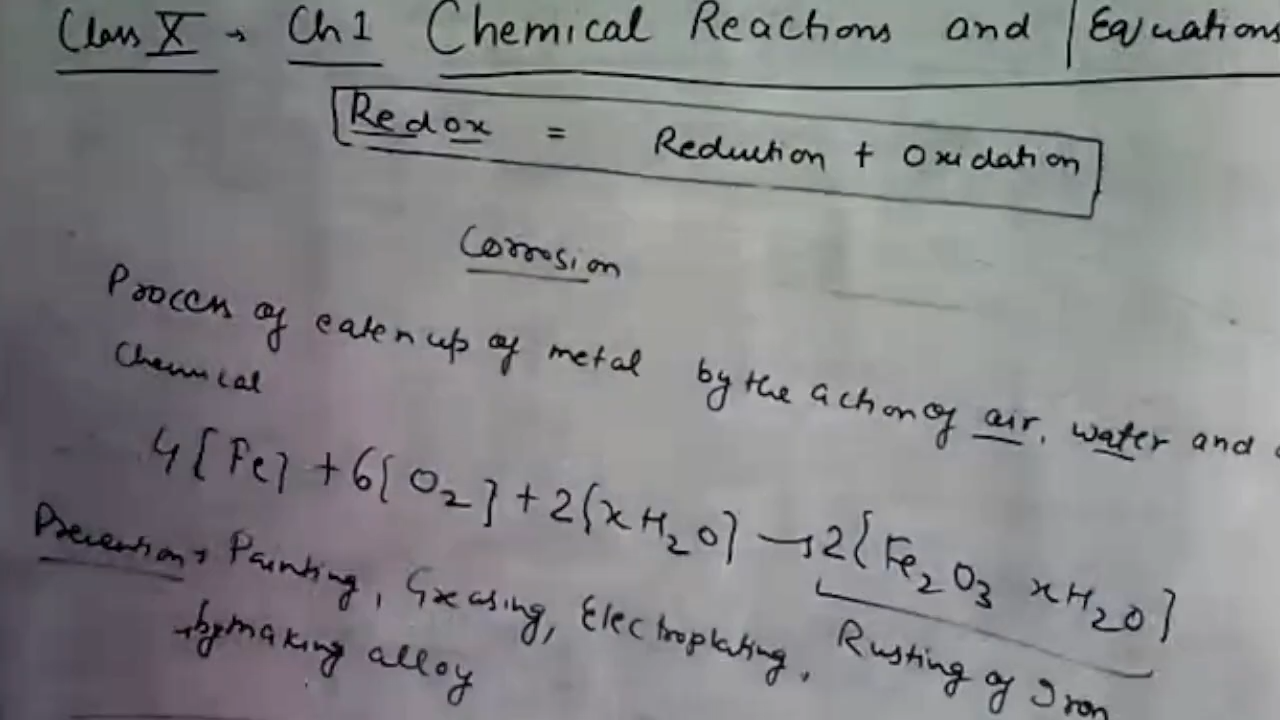 Class X → Ch 1 Chemical Reactions and Equations
Redox = Reduction + Oxidation
Corrosion
Process of eaten up of metal by the action of air, water and
Chemical
4[Fe] + 6[O2] + 2[xH2O] → 2[Fe2O3 xH2O]
Rusting of Iron
Prevention → Painting, Greasing, Electroplating,
→ by making alloy